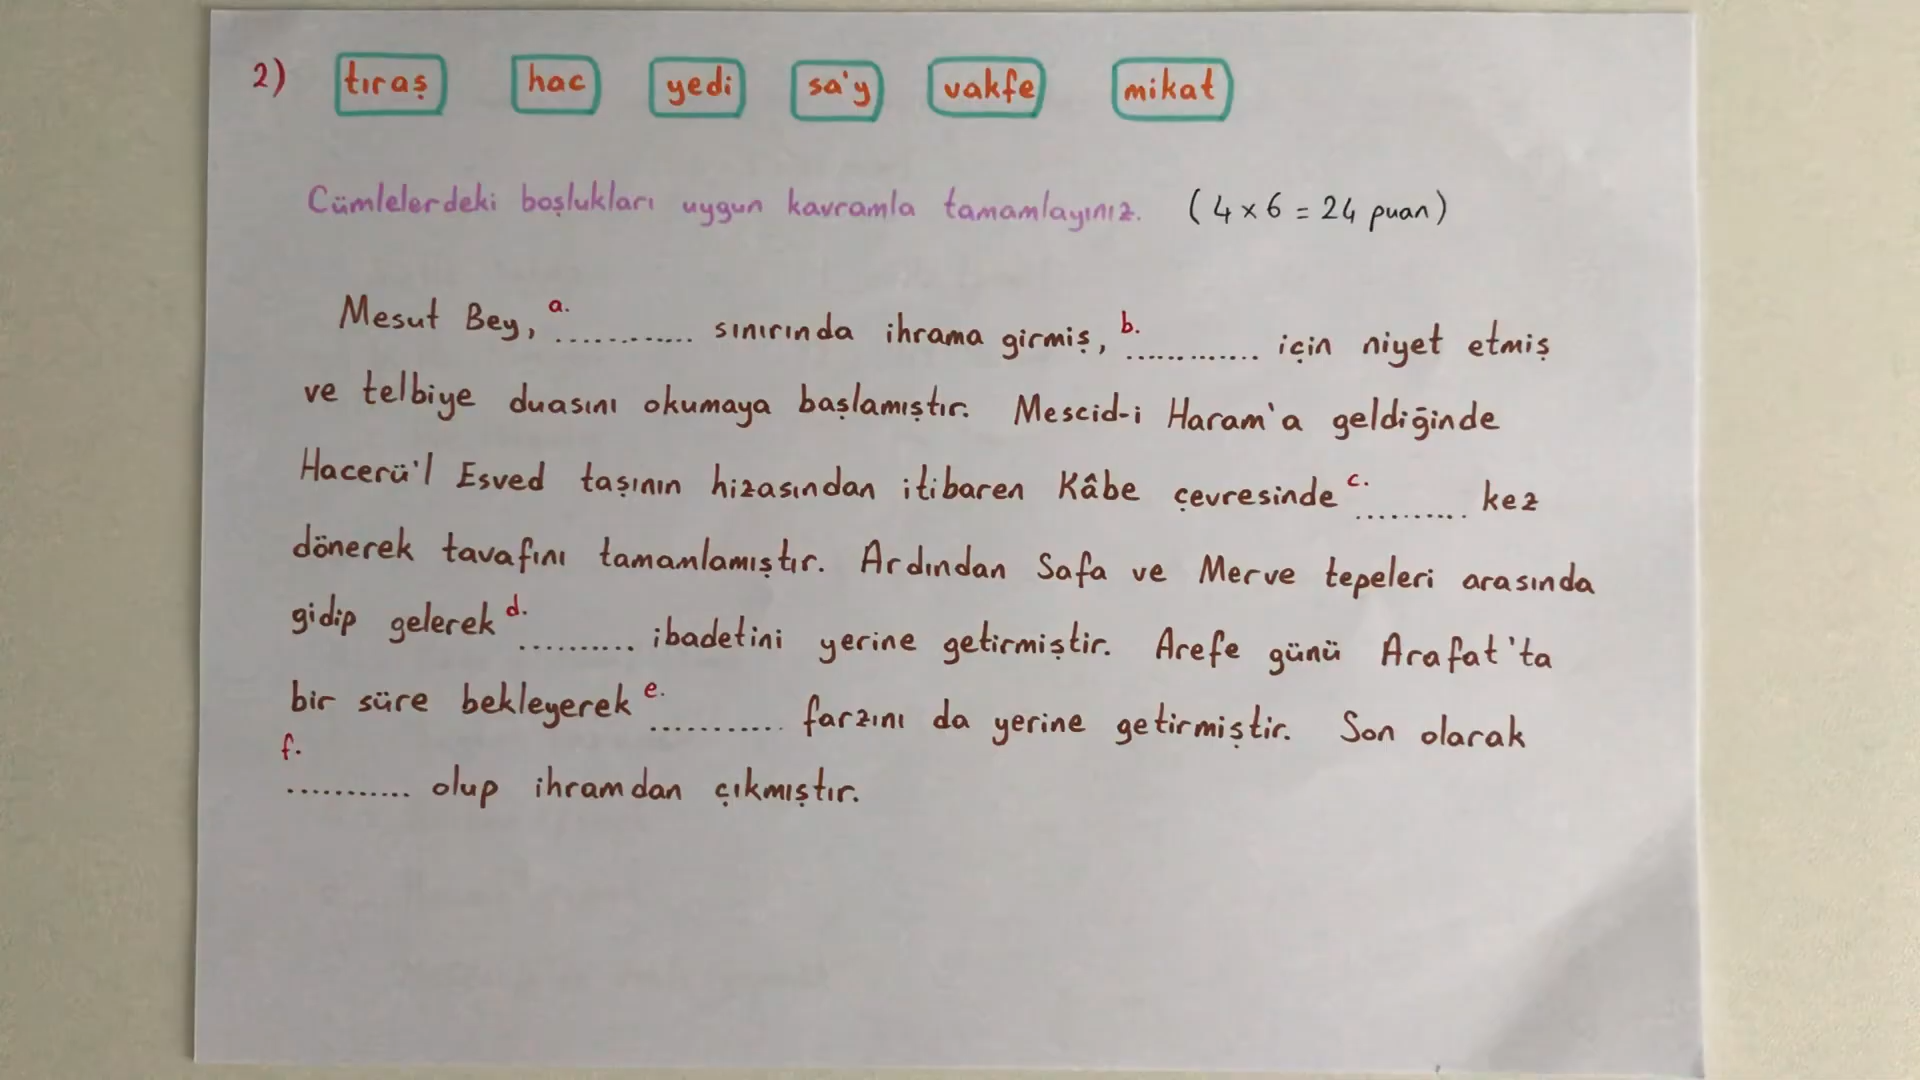 2) tıraş hac yedi sa'y vakfe mikat
Cümlelerdeki boşlukları uygun kavramla tamamlayınız. (4 x 6 = 24 puan)
Mesut Bey, a. ............ sınırında ihrama girmiş, b. ............. için niyet etmiş
ve telbiye duasını okumaya başlamıştır. Mescid-i Haram'a geldiğinde
Hacerü'l Esved taşının hizasından itibaren Kâbe çevresinde c. .......... kez
dönerek tavafını tamamlamıştır. Ardından Safa ve Merve tepeleri arasında
gidip gelerek d. .......... ibadetini yerine getirmiştir. Arefe günü Arafat'ta
bir süre bekleyerek e. ............ farzını da yerine getirmiştir. Son olarak
f. ........... olup ihramdan çıkmıştır.